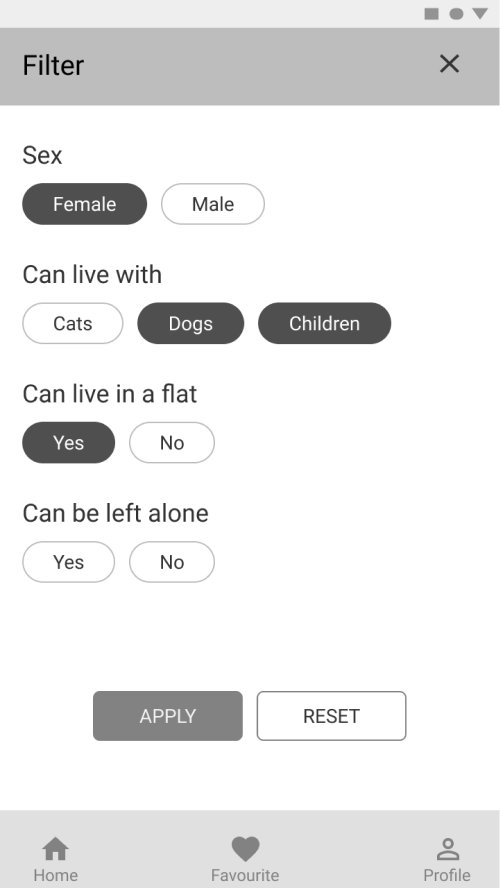 Filter
Sex
Female Male
Can live with
Cats Dogs Children
Can live in a flat
Yes No
Can be left alone
Yes No
APPLY RESET
Home Favourite Profile